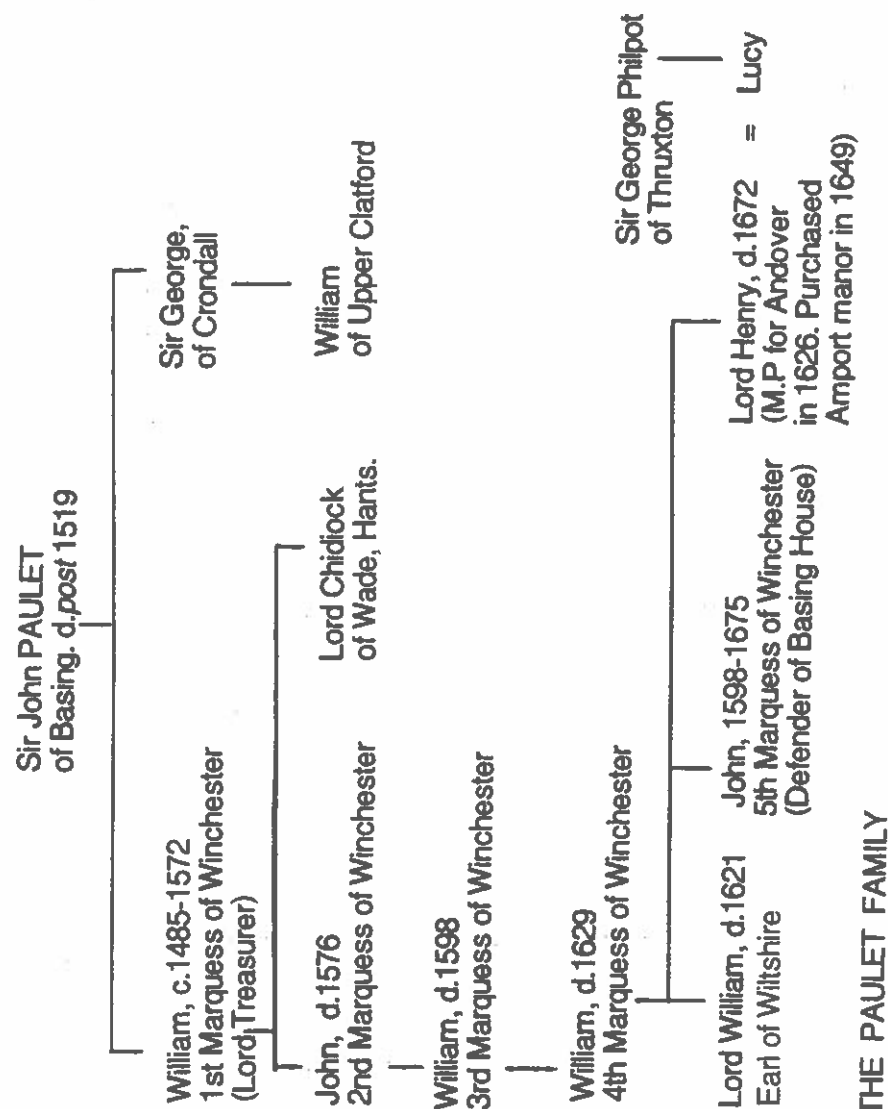 Sir John PAULET
of Basing. d.post 1519
William, c.1485-1572
1st Marquess of Winchester
(Lord Treasurer)
Sir George,
of Crondall
John, d.1576
2nd Marquess of Winchester
Lord Chidiock
of Wade, Hants.
William
of Upper Clatford
William, d.1598
3rd Marquess of Winchester
William, d.1629
4th Marquess of Winchester
Sir George Philpot
of Thruxton
Lord William, d.1621
Earl of Wiltshire
John, 1598-1675
5th Marquess of Winchester
(Defender of Basing House)
Lord Henry, d.1672
(M.P for Andover
in 1626. Purchased
Amport manor in 1649)
= Lucy
THE PAULET FAMILY